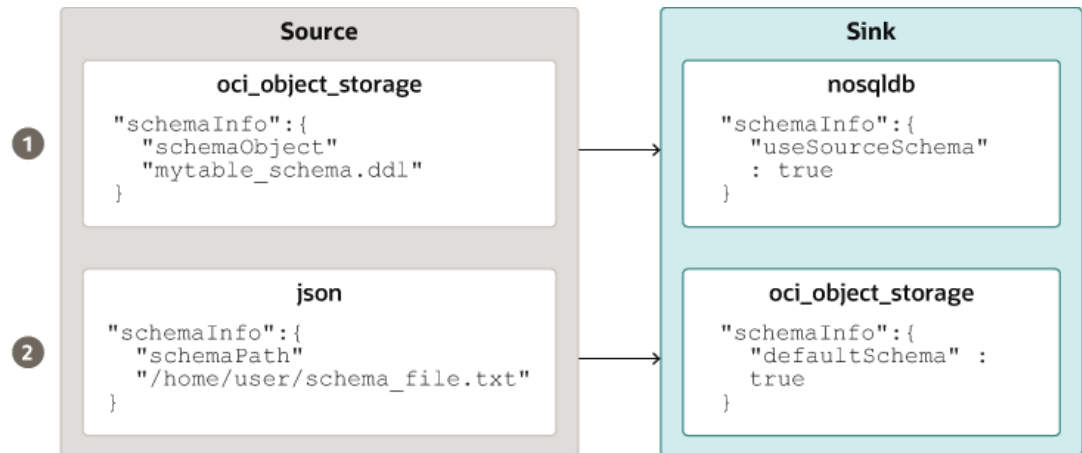 Source
Sink
1
oci_object_storage
"schemaInfo":{
"schemaObject"
"mytable_schema.ddl"
}
nosqldb
"schemaInfo":{
"useSourceSchema"
: true
}
2
json
"schemaInfo":{
"schemaPath"
"/home/user/schema_file.txt"
}
oci_object_storage
"schemaInfo":{
"defaultSchema" :
true
}